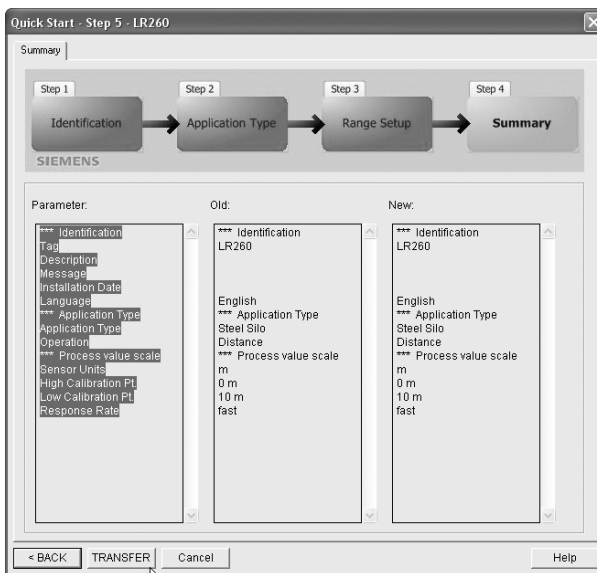 Quick Start - Step 5 - LR260
Summary
Step 1
Step 2
Step 3
Step 4
Identification
Application Type
Range Setup
Summary
SIEMENS
Parameter:
Old:
New:
*** Identification
Tag
Description
Message
Installation Date
Language
*** Application Type
Application Type
Operation
*** Process value scale
Sensor Units
High Calibration Pt.
Low Calibration Pt.
Response Rate
*** Identification
LR260
English
*** Application Type
Steel Silo
Distance
*** Process value scale
m
0 m
10 m
fast
*** Identification
LR260
English
*** Application Type
Steel Silo
Distance
*** Process value scale
m
0 m
10 m
fast
< BACK
TRANSFER
Cancel
Help